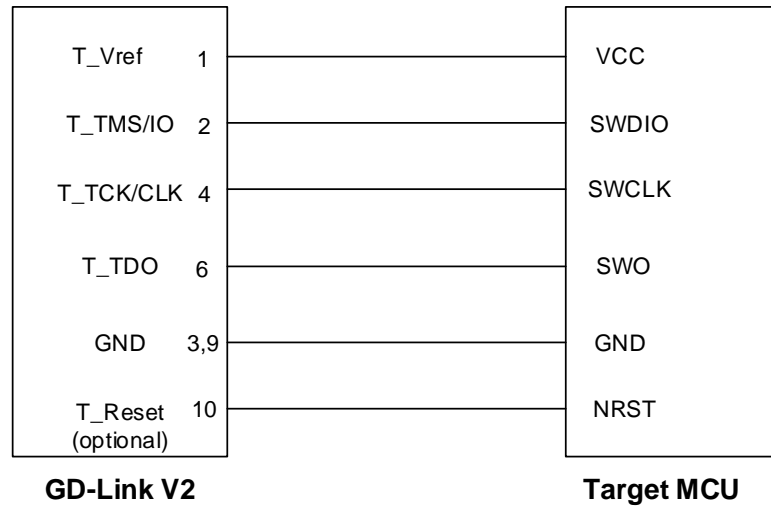 T_Vref 1 VCC
T_TMS/IO 2 SWDIO
T_TCK/CLK 4 SWCLK
T_TDO 6 SWO
GND 3,9 GND
T_Reset 10 NRST
(optional)
GD-Link V2 Target MCU